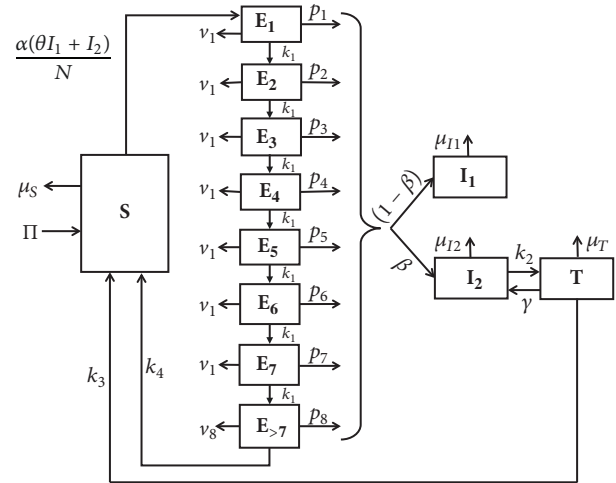 α(θI₁ + I₂)
N
E₁
p₁
ν₁
k₁
E₂
p₂
ν₁
k₁
E₃
p₃
ν₁
k₁
E₄
p₄
ν₁
k₁
E₅
p₅
ν₁
k₁
E₆
p₆
ν₁
k₁
E₇
p₇
ν₁
k₁
E>₇
p₈
ν₈
μ_S
Π
S
k₃
k₄
(1 − β)
β
μ_I1
I₁
μ_I2
I₂
k₂
γ
μ_T
T